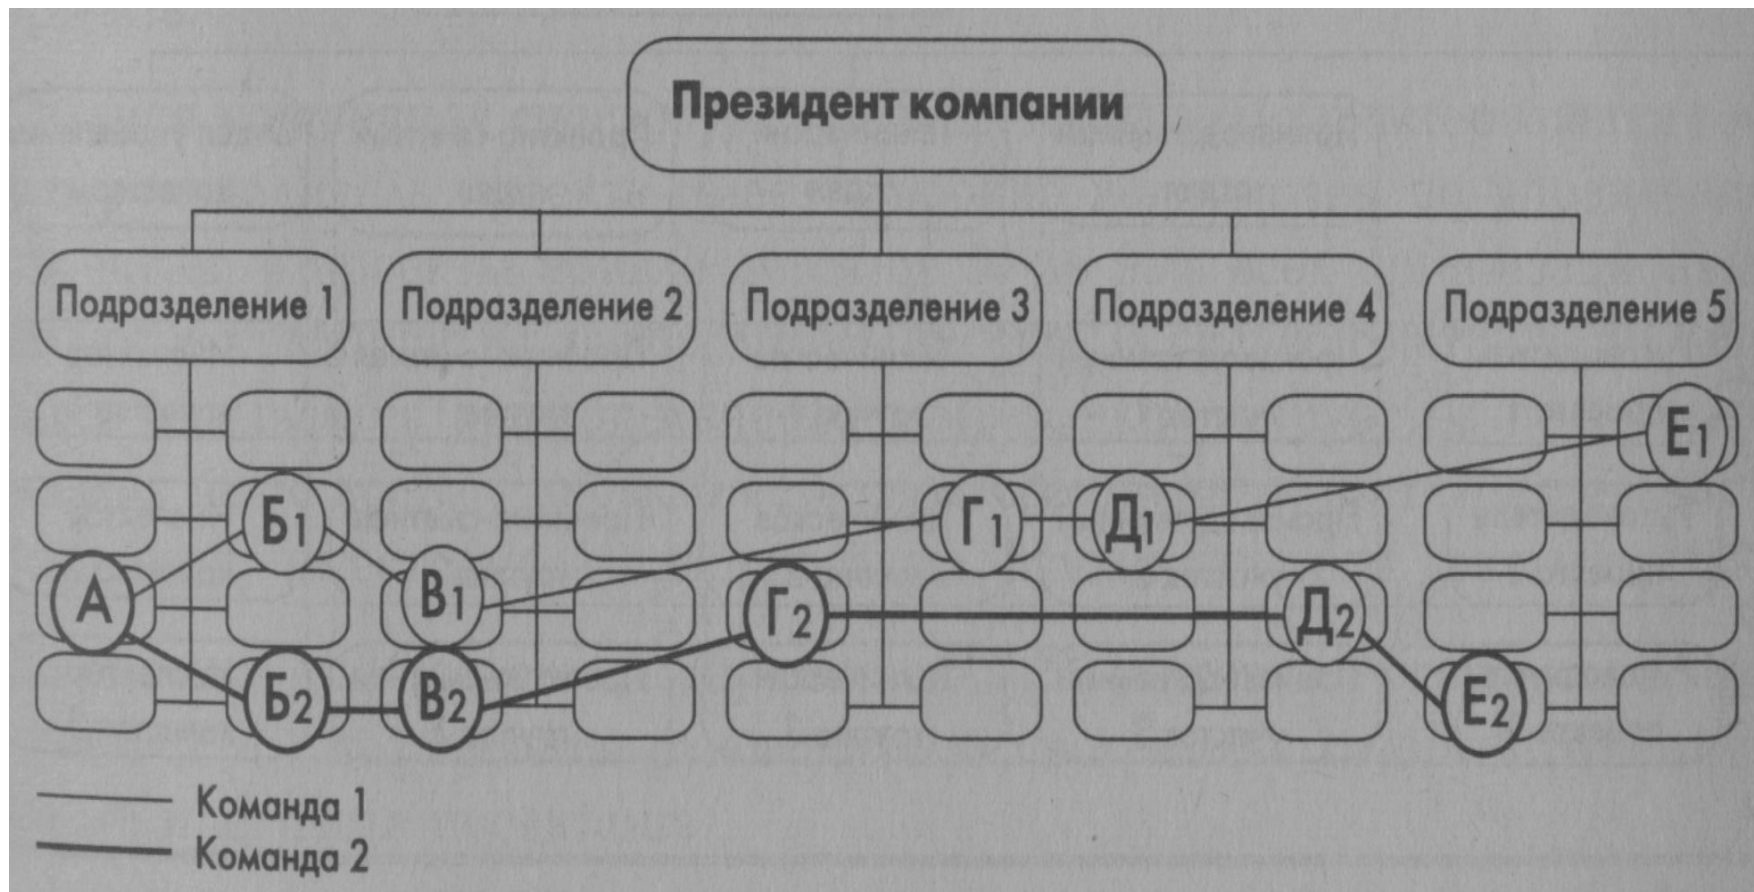 Президент компании
Подразделение 1
Подразделение 2
Подразделение 3
Подразделение 4
Подразделение 5
Е1
Б1
Г1
Д1
А
В1
Г2
Д2
Б2
В2
Е2
Команда 1
Команда 2